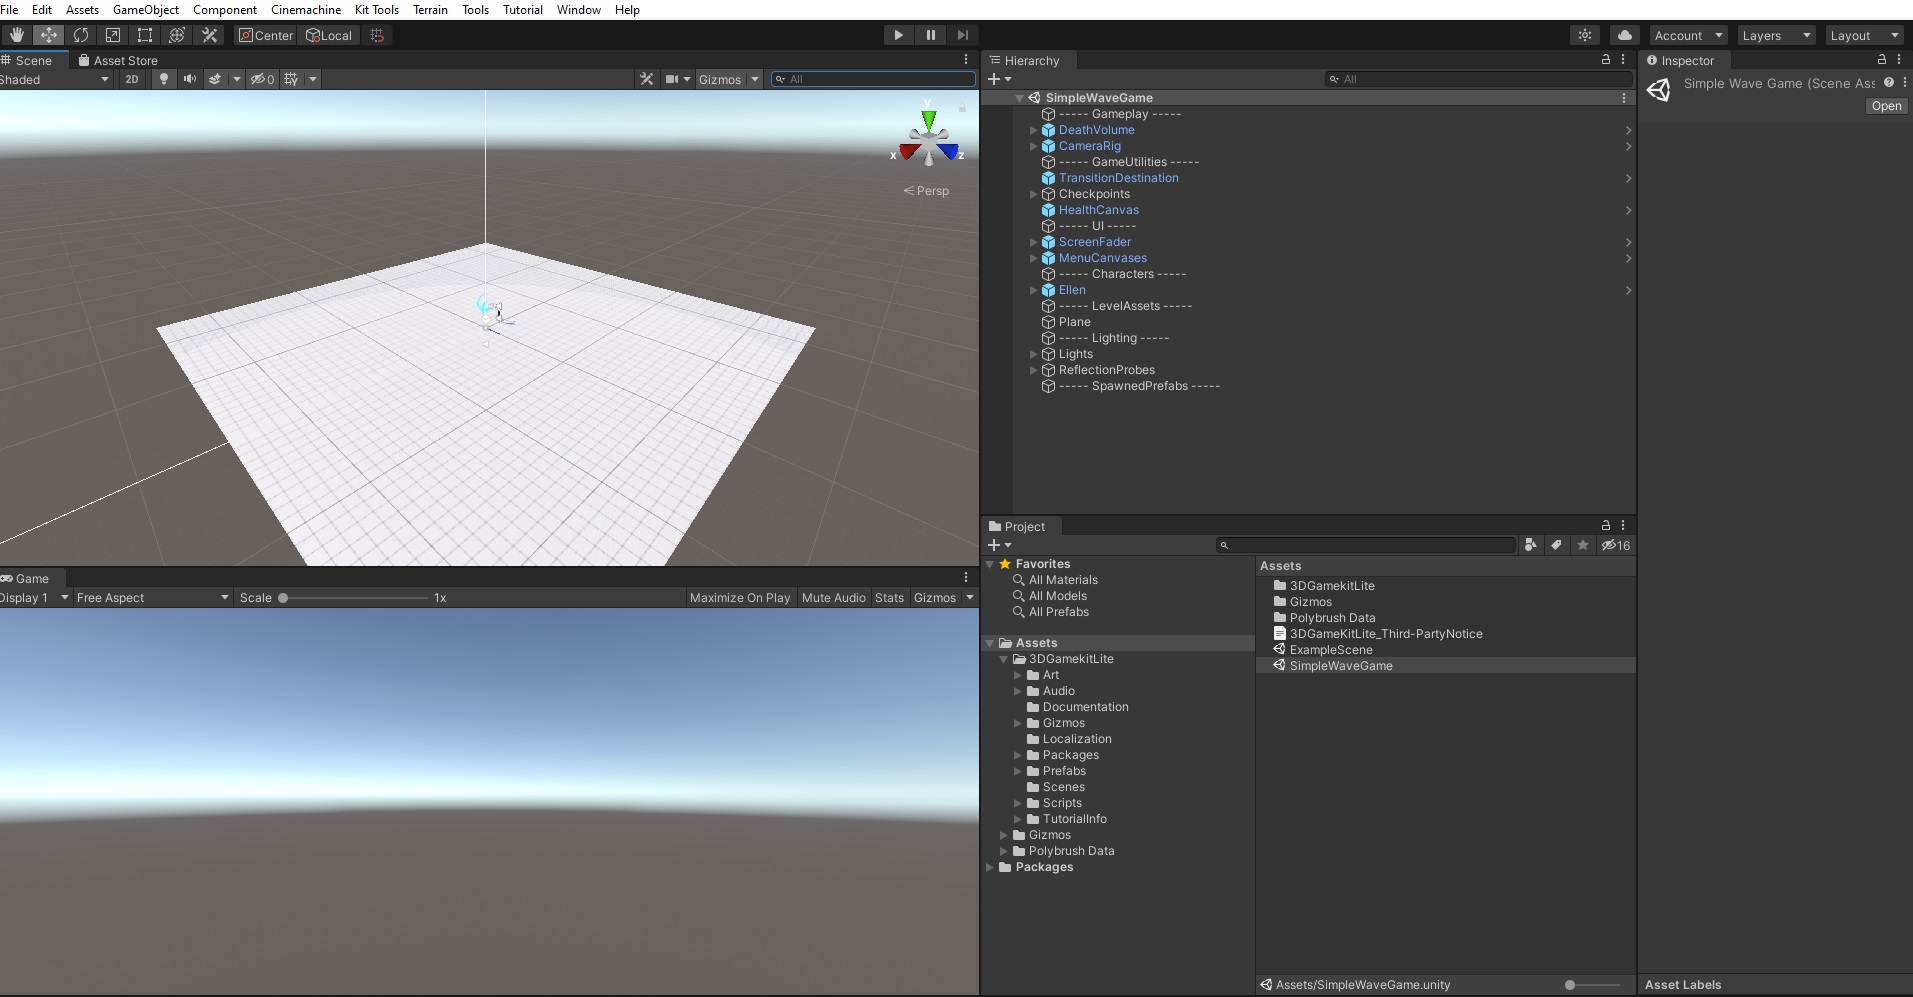 File Edit Assets GameObject Component Cinemachine Kit Tools Terrain Tools Tutorial Window Help
Center Local Account Layers Layout
Scene Asset Store
Shaded 2D 0 Gizmos All
y
x z
Persp
Game
Display 1 Free Aspect Scale 1x Maximize On Play Mute Audio Stats Gizmos
Hierarchy
All
SimpleWaveGame
----- Gameplay -----
DeathVolume
CameraRig
----- GameUtilities -----
TransitionDestination
Checkpoints
HealthCanvas
----- UI -----
ScreenFader
MenuCanvases
----- Characters -----
Ellen
----- LevelAssets -----
Plane
----- Lighting -----
Lights
ReflectionProbes
----- SpawnedPrefabs -----
Project
16
Favorites
All Materials
All Models
All Prefabs
Assets
3DGamekitLite
Art
Audio
Documentation
Gizmos
Localization
Packages
Prefabs
Scenes
Scripts
TutorialInfo
Gizmos
Polybrush Data
Packages
Assets
3DGamekitLite
Gizmos
Polybrush Data
3DGameKitLite_Third-PartyNotice
ExampleScene
SimpleWaveGame
Assets/SimpleWaveGame.unity
Inspector
Simple Wave Game (Scene Ass
Open
Asset Labels